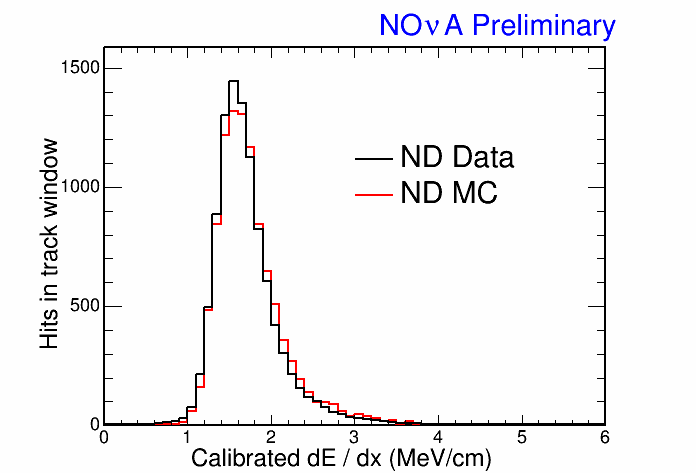 NOνA Preliminary
1500
1000
500
0
Hits in track window
ND Data
ND MC
0 1 2 3 4 5 6
Calibrated dE / dx (MeV/cm)